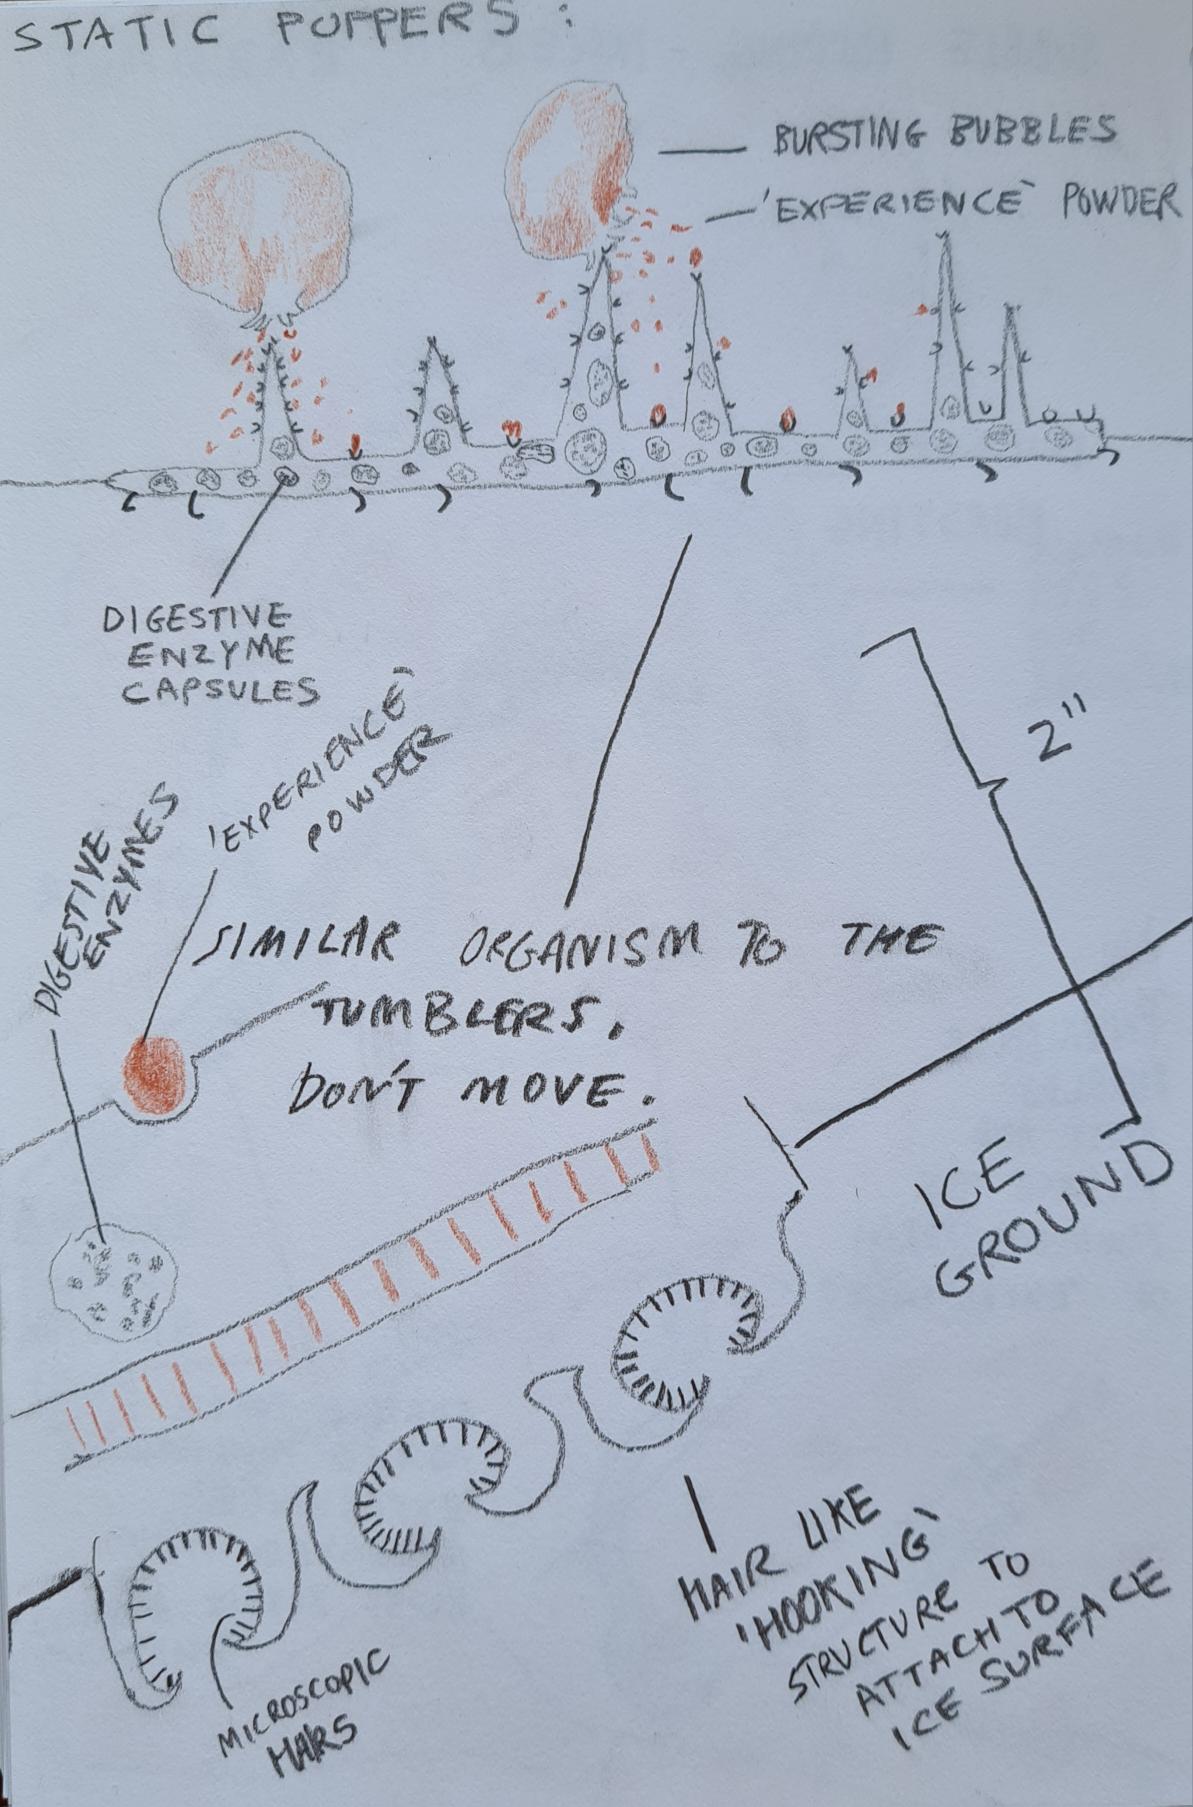 STATIC POPPERS :
BURSTING BUBBLES
'EXPERIENCE' POWDER
DIGESTIVE
ENZYME
CAPSULES
'EXPERIENCE'
POWDER
DIGESTIVE
ENZYMES
2"
SIMILAR ORGANISM TO THE
TUMBLERS.
DON'T MOVE.
ICE
GROUND
HAIR LIKE
'HOOKING'
STRUCTURE TO
ATTACH TO
ICE SURFACE
MICROSCOPIC
HAIRS